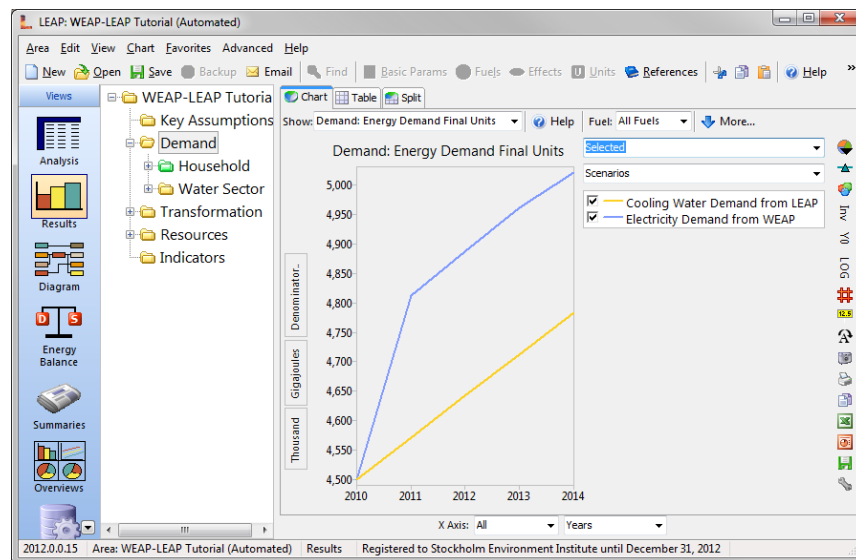 LEAP: WEAP-LEAP Tutorial (Automated)
Area Edit View Chart Favorites Advanced Help
New Open Save Backup Email Find Basic Params Fuels Effects Units References Help »
Views
Analysis
Results
Diagram
Energy Balance
Summaries
Overviews
WEAP-LEAP Tutoria
Key Assumptions
Demand
Household
Water Sector
Transformation
Resources
Indicators
Chart Table Split
Show: Demand: Energy Demand Final Units Help Fuel: All Fuels More...
Demand: Energy Demand Final Units
Selected
Scenarios
Cooling Water Demand from LEAP
Electricity Demand from WEAP
Denominator..
Gigajoules
Thousand
5,000
4,950
4,900
4,850
4,800
4,750
4,700
4,650
4,600
4,550
4,500
2010 2011 2012 2013 2014
X Axis: All Years
Inv
Y0
LOG
12.5
A
2012.0.0.15 Area: WEAP-LEAP Tutorial (Automated) Results Registered to Stockholm Environment Institute until December 31, 2012